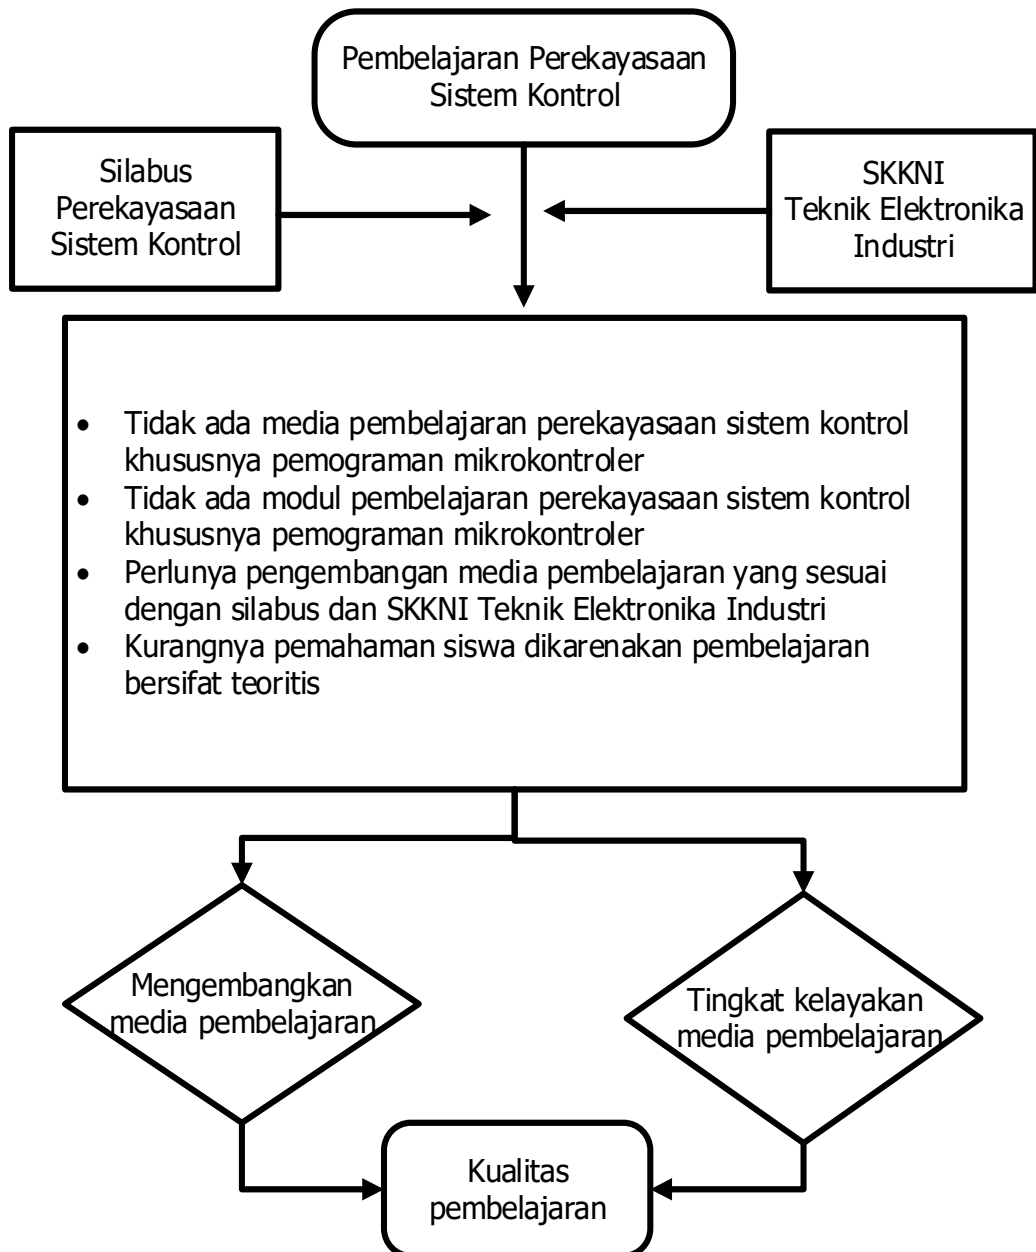 Pembelajaran Perekayasaan
Sistem Kontrol
Silabus
Perekayasaan
Sistem Kontrol
SKKNI
Teknik Elektronika
Industri
• Tidak ada media pembelajaran perekayasaan sistem kontrol
khususnya pemograman mikrokontroler
• Tidak ada modul pembelajaran perekayasaan sistem kontrol
khususnya pemograman mikrokontroler
• Perlunya pengembangan media pembelajaran yang sesuai
dengan silabus dan SKKNI Teknik Elektronika Industri
• Kurangnya pemahaman siswa dikarenakan pembelajaran
bersifat teoritis
Mengembangkan
media pembelajaran
Tingkat kelayakan
media pembelajaran
Kualitas
pembelajaran